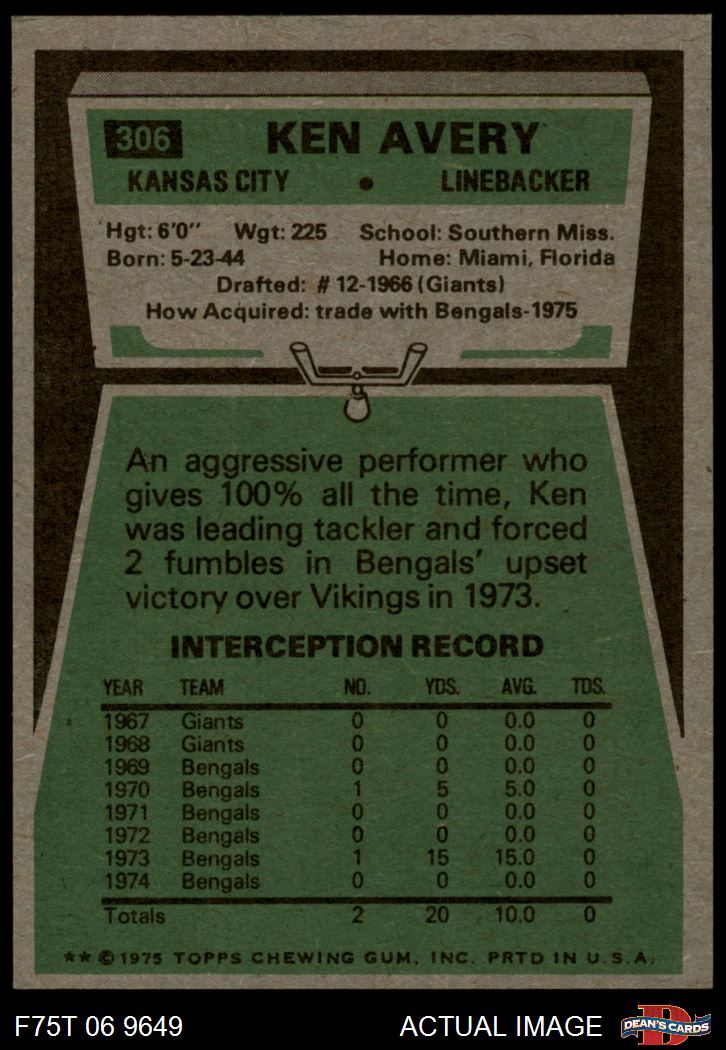 306 KEN AVERY
KANSAS CITY • LINEBACKER
Hgt: 6'0" Wgt: 225 School: Southern Miss.
Born: 5-23-44 Home: Miami, Florida
Drafted: # 12-1966 (Giants)
How Acquired: trade with Bengals-1975
An aggressive performer who
gives 100% all the time, Ken
was leading tackler and forced
2 fumbles in Bengals' upset
victory over Vikings in 1973.
INTERCEPTION RECORD
YEAR TEAM NO. YDS. AVG. TDS.
1967 Giants 0 0 0.0 0
1968 Giants 0 0 0.0 0
1969 Bengals 0 0 0.0 0
1970 Bengals 1 5 5.0 0
1971 Bengals 0 0 0.0 0
1972 Bengals 0 0 0.0 0
1973 Bengals 1 15 15.0 0
1974 Bengals 0 0 0.0 0
Totals 2 20 10.0 0
** © 1975 TOPPS CHEWING GUM, INC. PRTD IN U.S.A.
F75T 06 9649 ACTUAL IMAGE D DEAN'S CARDS